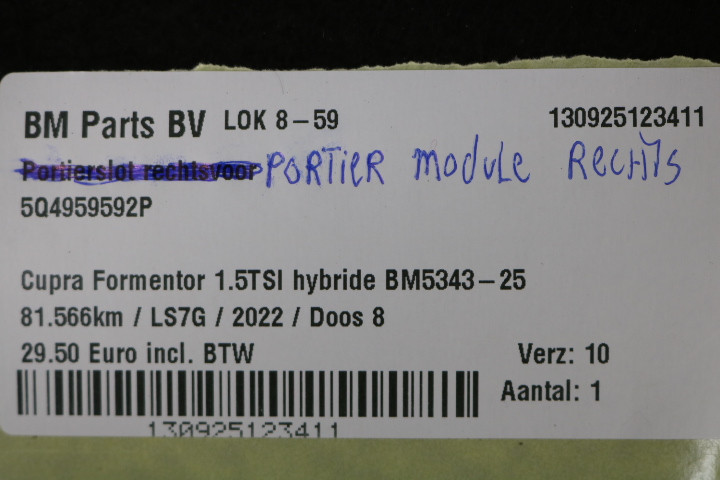 BM Parts BV LOK 8-59 130925123411
Portierslot rechtsvoor PORTIER MODULE RECHTS
5Q4959592P
Cupra Formentor 1.5TSI hybride BM5343-25
81.566km / LS7G / 2022 / Doos 8
29.50 Euro incl. BTW Verz: 10
Aantal: 1
130925123411